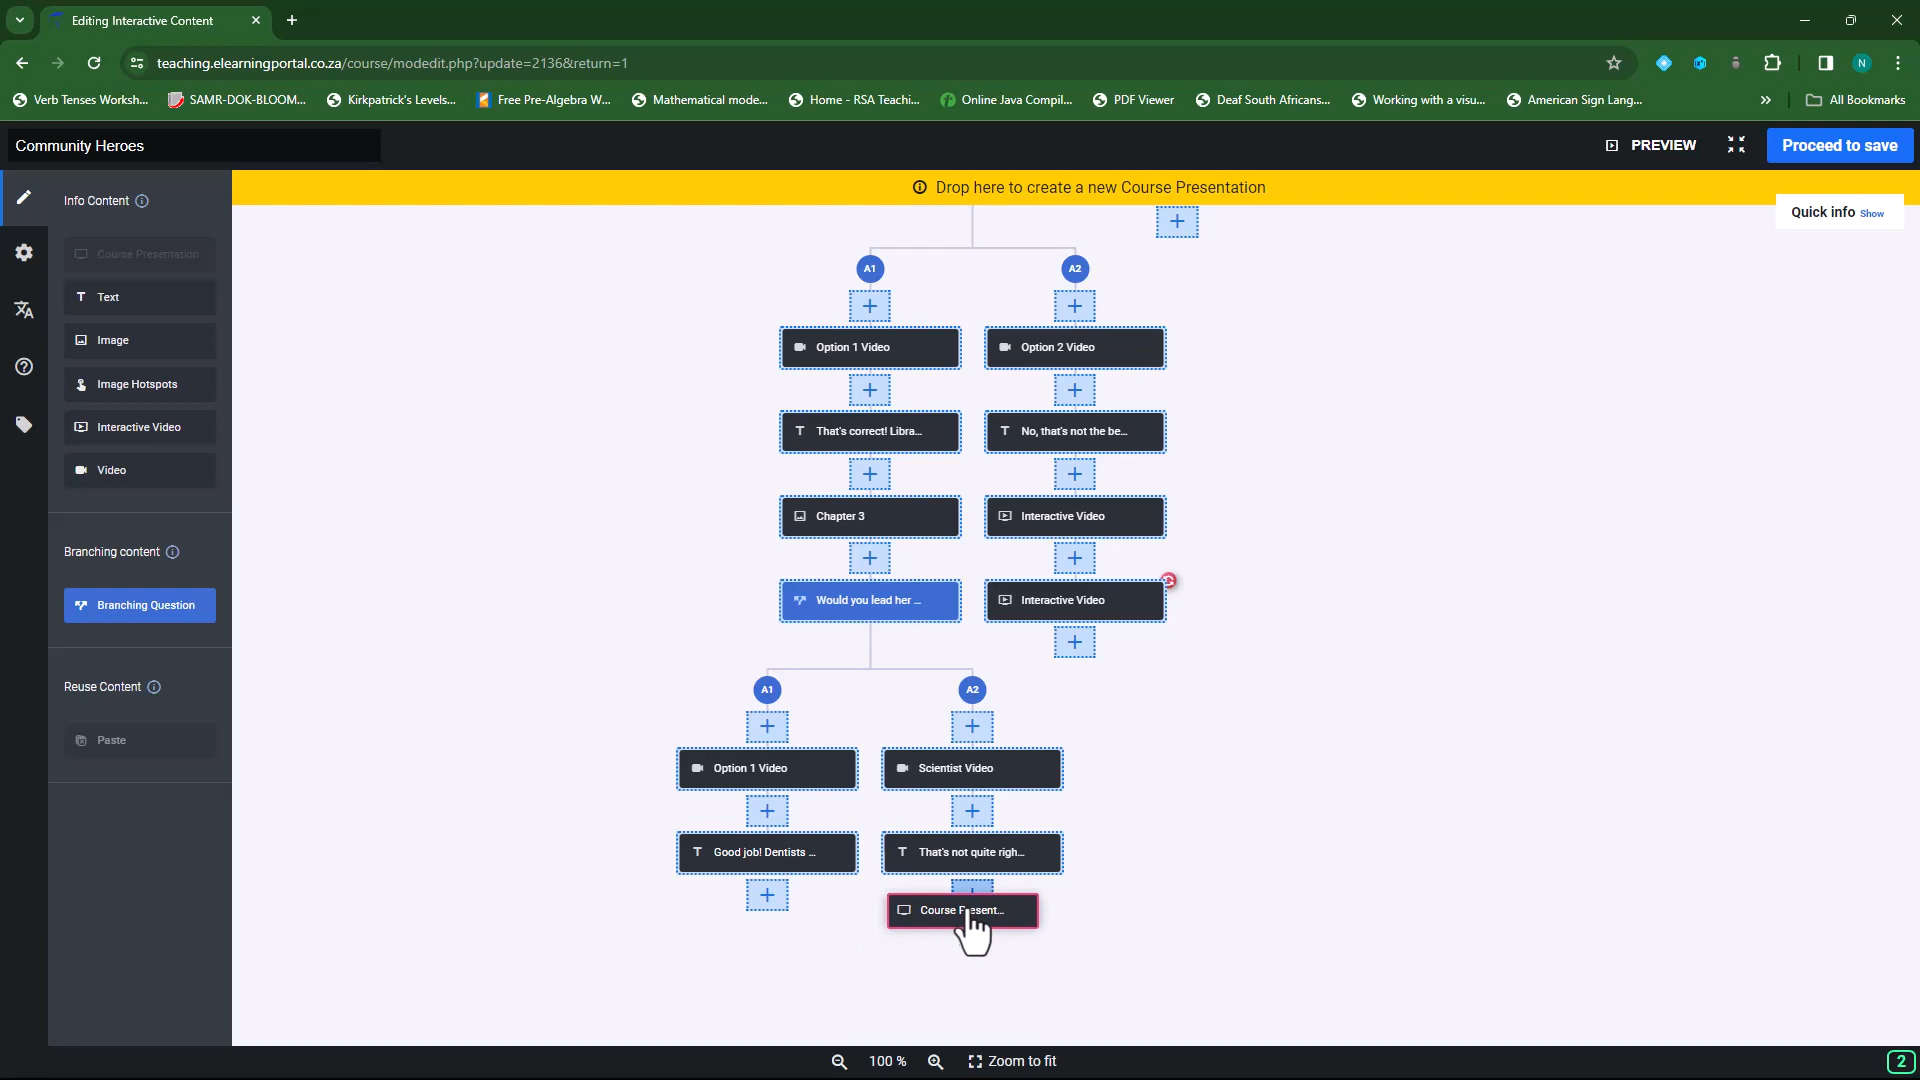 Editing Interactive Content
teaching.elearningportal.co.za/course/modedit.php?update=2136&return=1
N
Verb Tenses Worksh...
SAMR-DOK-BLOOM...
Kirkpatrick's Levels...
Free Pre-Algebra W...
Mathematical mode...
Home - RSA Teachi...
Online Java Compil...
PDF Viewer
Deaf South Africans...
Working with a visu...
American Sign Lang...
All Bookmarks
Community Heroes
PREVIEW
Proceed to save
Drop here to create a new Course Presentation
Quick info Show
Info Content
Course Presentation
Text
Image
Image Hotspots
Interactive Video
Video
Branching content
Branching Question
Reuse Content
Paste
A1
A2
Option 1 Video
Option 2 Video
That's correct! Libra...
No, that's not the be...
Chapter 3
Interactive Video
Would you lead her ...
Interactive Video
A1
A2
Option 1 Video
Scientist Video
Good job! Dentists ...
That's not quite righ...
Course Present...
100 %
Zoom to fit
2